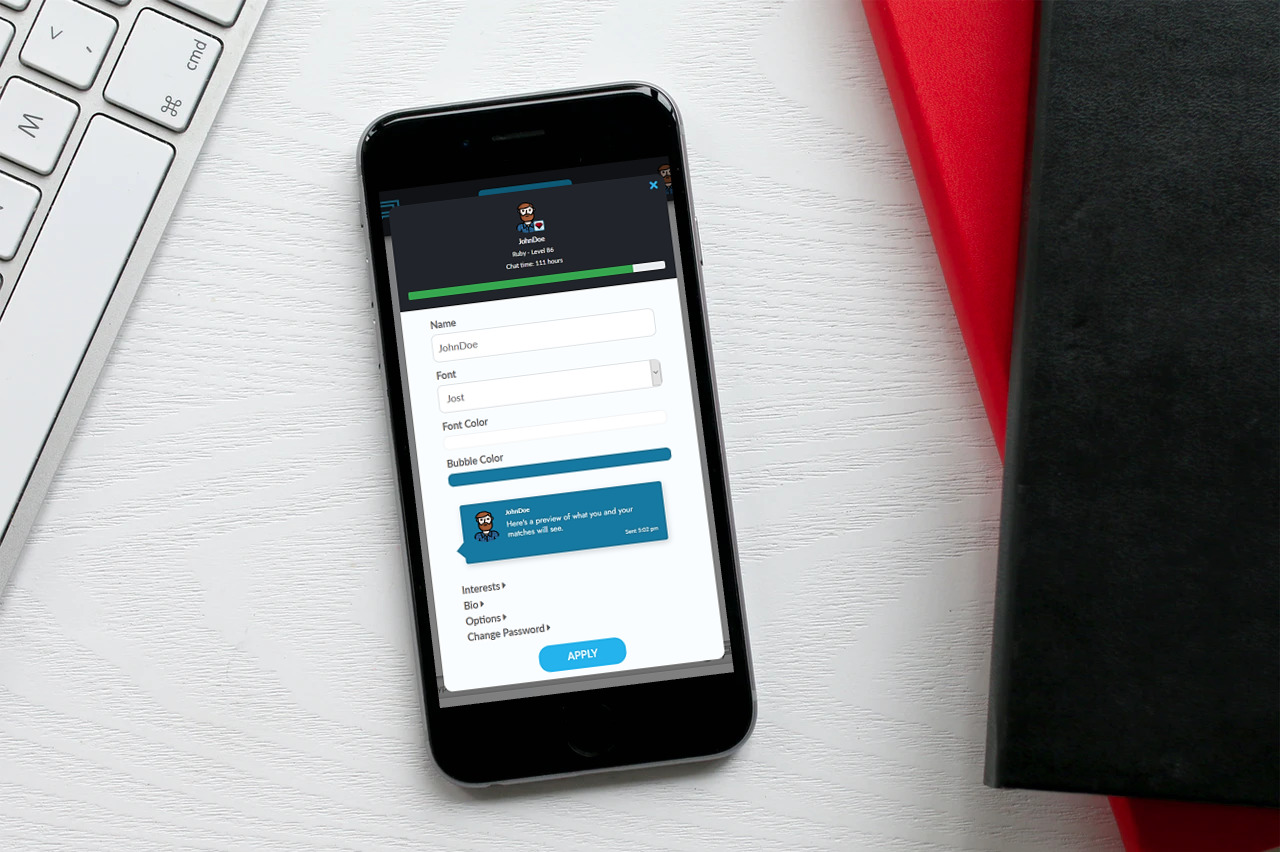 <
,
cmd
⌘
M
JohnDoe
Ruby - Level 86
Chat time: 111 hours
Name
JohnDoe
Font
Jost
Font Color
Bubble Color
JohnDoe
Here's a preview of what you and your
matches will see.
Sent 5:02 pm
Interests
Bio
Options
Change Password
APPLY